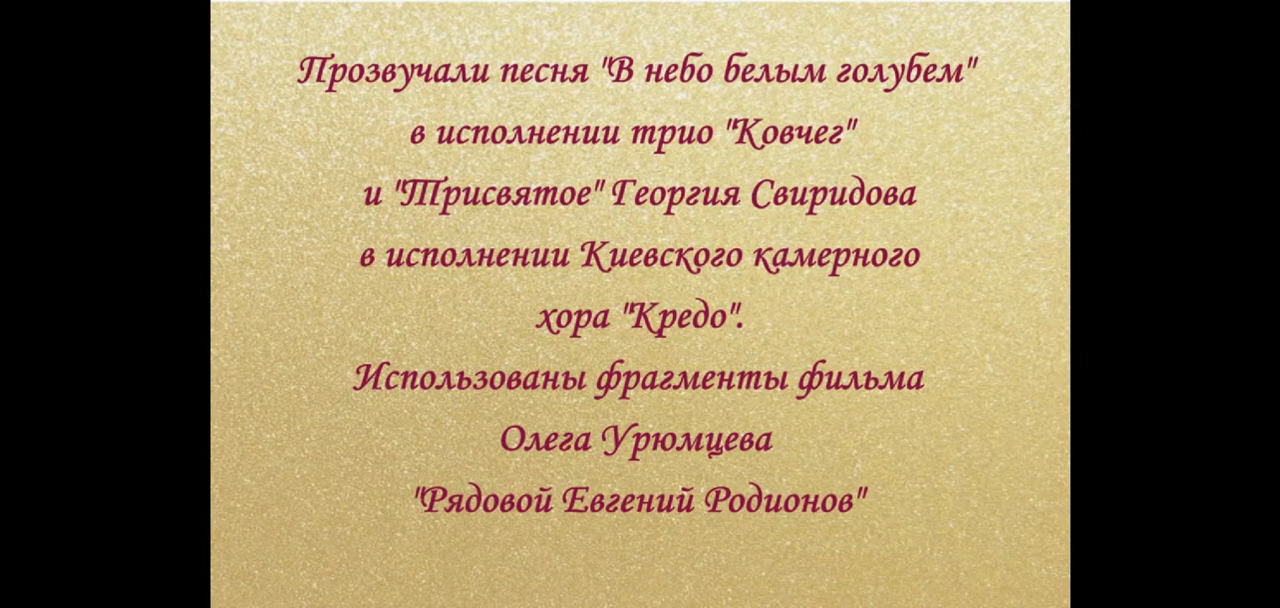 Прозвучали песня "В небо белым голубем"
в исполнении трио "Ковчег"
и "Трисвятое" Георгия Свиридова
в исполнении Киевского камерного
хора "Кредо".
Использованы фрагменты фильма
Олега Урюмцева
"Рядовой Евгений Родионов"